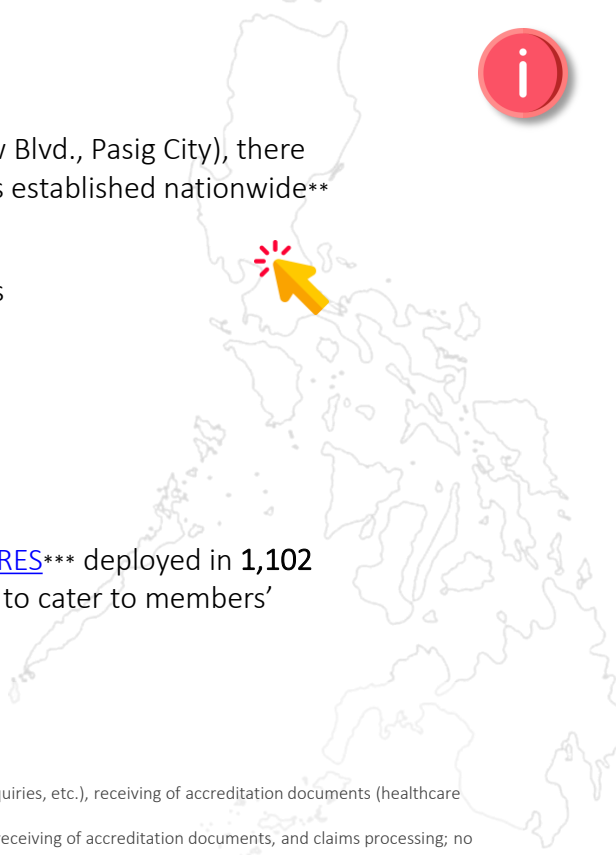 i
Blvd., Pasig City), there
established nationwide**
s
RES*** deployed in 1,102
to cater to members’
quiries, etc.), receiving of accreditation documents (healthcare
receiving of accreditation documents, and claims processing; no